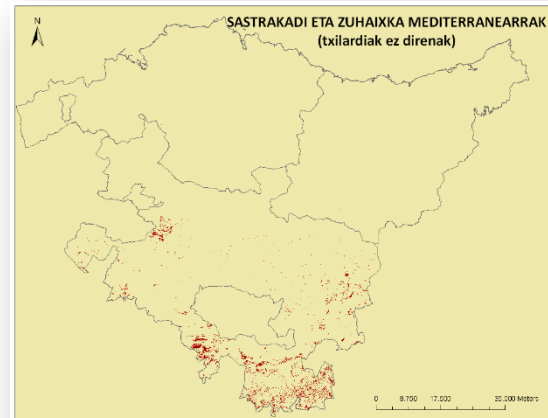 N
SASTRAKADI ETA ZUHAIXKA MEDITERRANEARRAK
(txilardiak ez direnak)
0 8.750 17.500 35.000 Meters